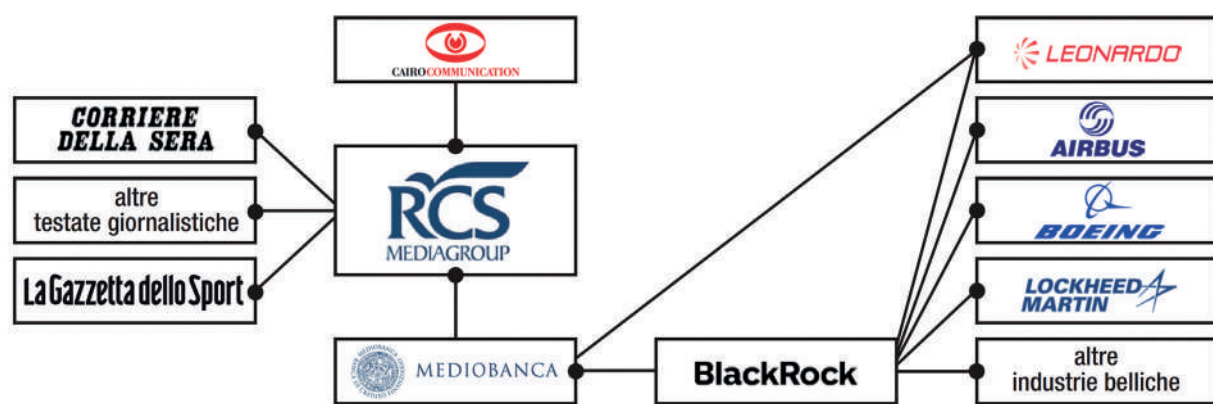 CAIROCOMMUNICATION
LEONARDO
CORRIERE
DELLA SERA
AIRBUS
altre
testate giornalistiche
RCS
MEDIAGROUP
BOEING
La Gazzetta dello Sport
LOCKHEED
MARTIN
MEDIOBANCA
BlackRock
altre
industrie belliche